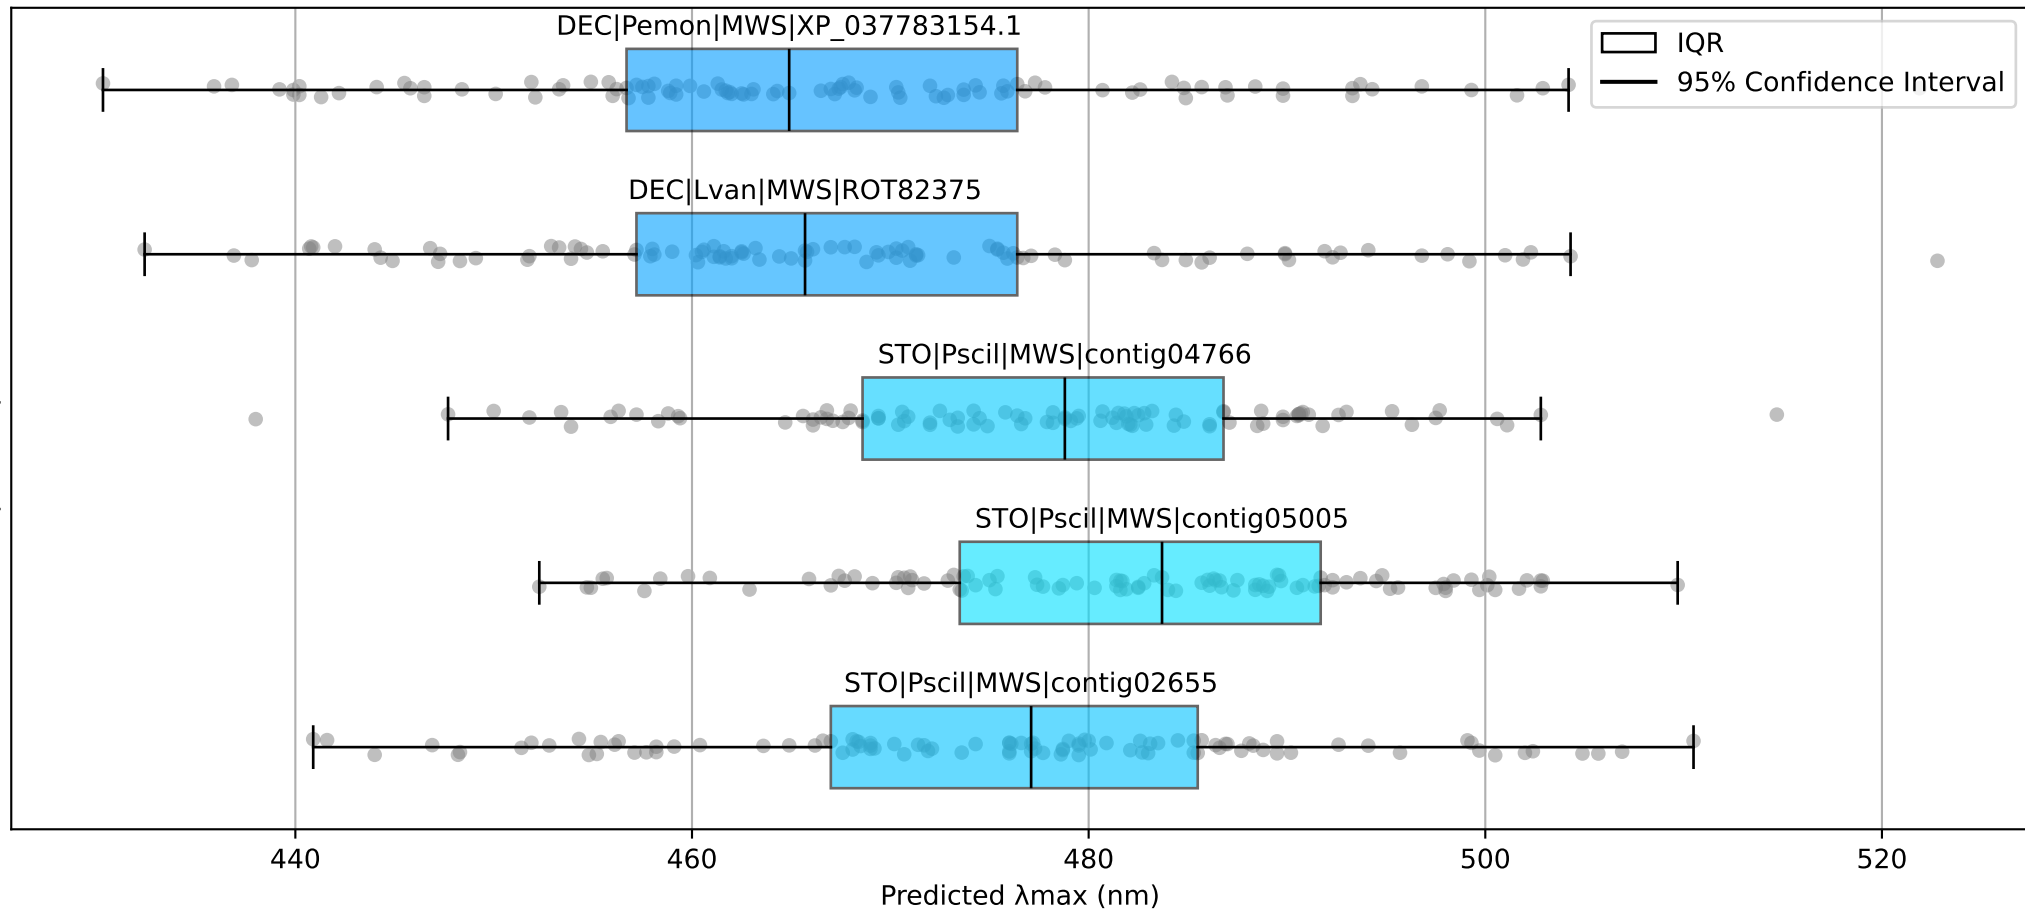 DEC|Pemon|MWS|XP_037783154.1
IQR
95% Confidence Interval
DEC|Lvan|MWS|ROT82375
STO|Pscil|MWS|contig04766
STO|Pscil|MWS|contig05005
STO|Pscil|MWS|contig02655
440 460 480 500 520
Predicted λmax (nm)